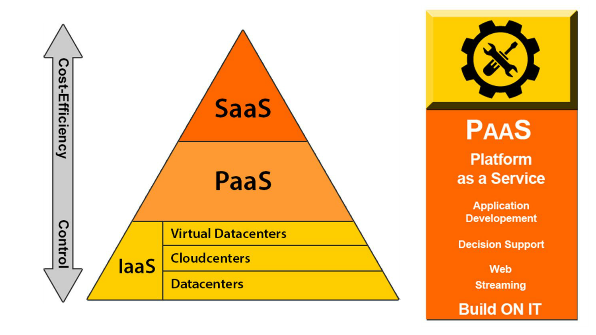 Cost-Efficiency
Control
SaaS
PaaS
IaaS
Virtual Datacenters
Cloudcenters
Datacenters
PAAS
Platform
as a Service
Application
Developement
Decision Support
Web
Streaming
Build ON IT